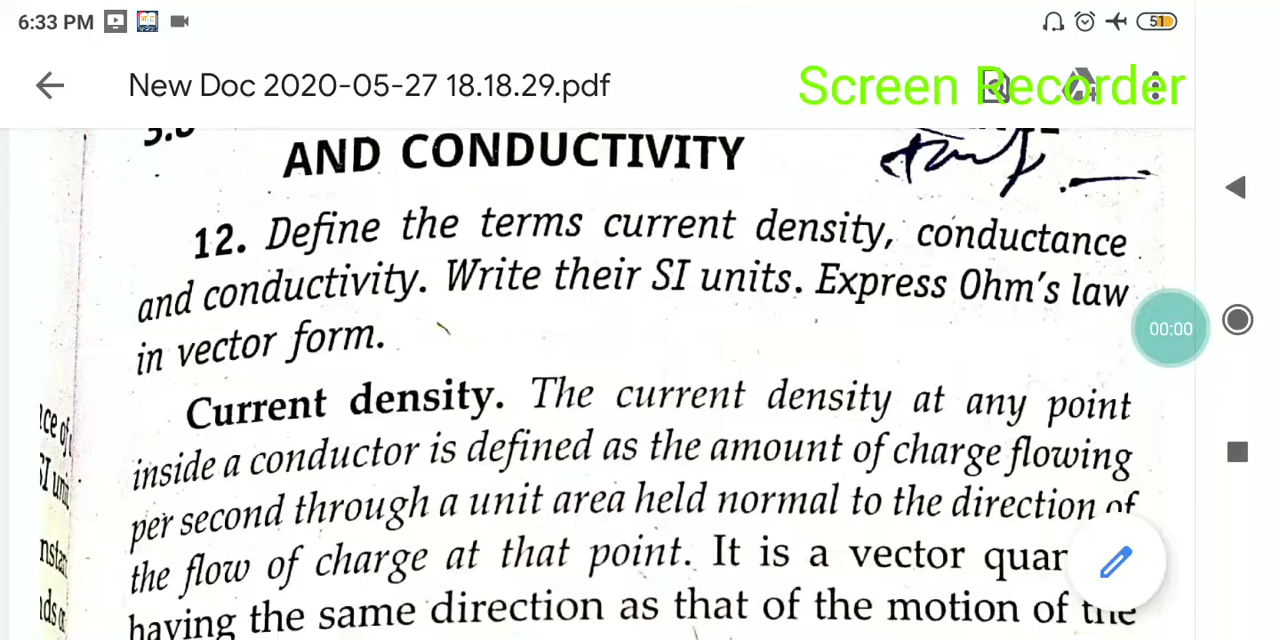 6:33 PM
51
New Doc 2020-05-27 18.18.29.pdf
Screen Recorder
AND CONDUCTIVITY
12. Define the terms current density, conductance
and conductivity. Write their SI units. Express Ohm's law
in vector form.
00:00
Current density. The current density at any point
inside a conductor is defined as the amount of charge flowing
per second through a unit area held normal to the direction of
the flow of charge at that point. It is a vector quan
having the same direction as that of the motion of the